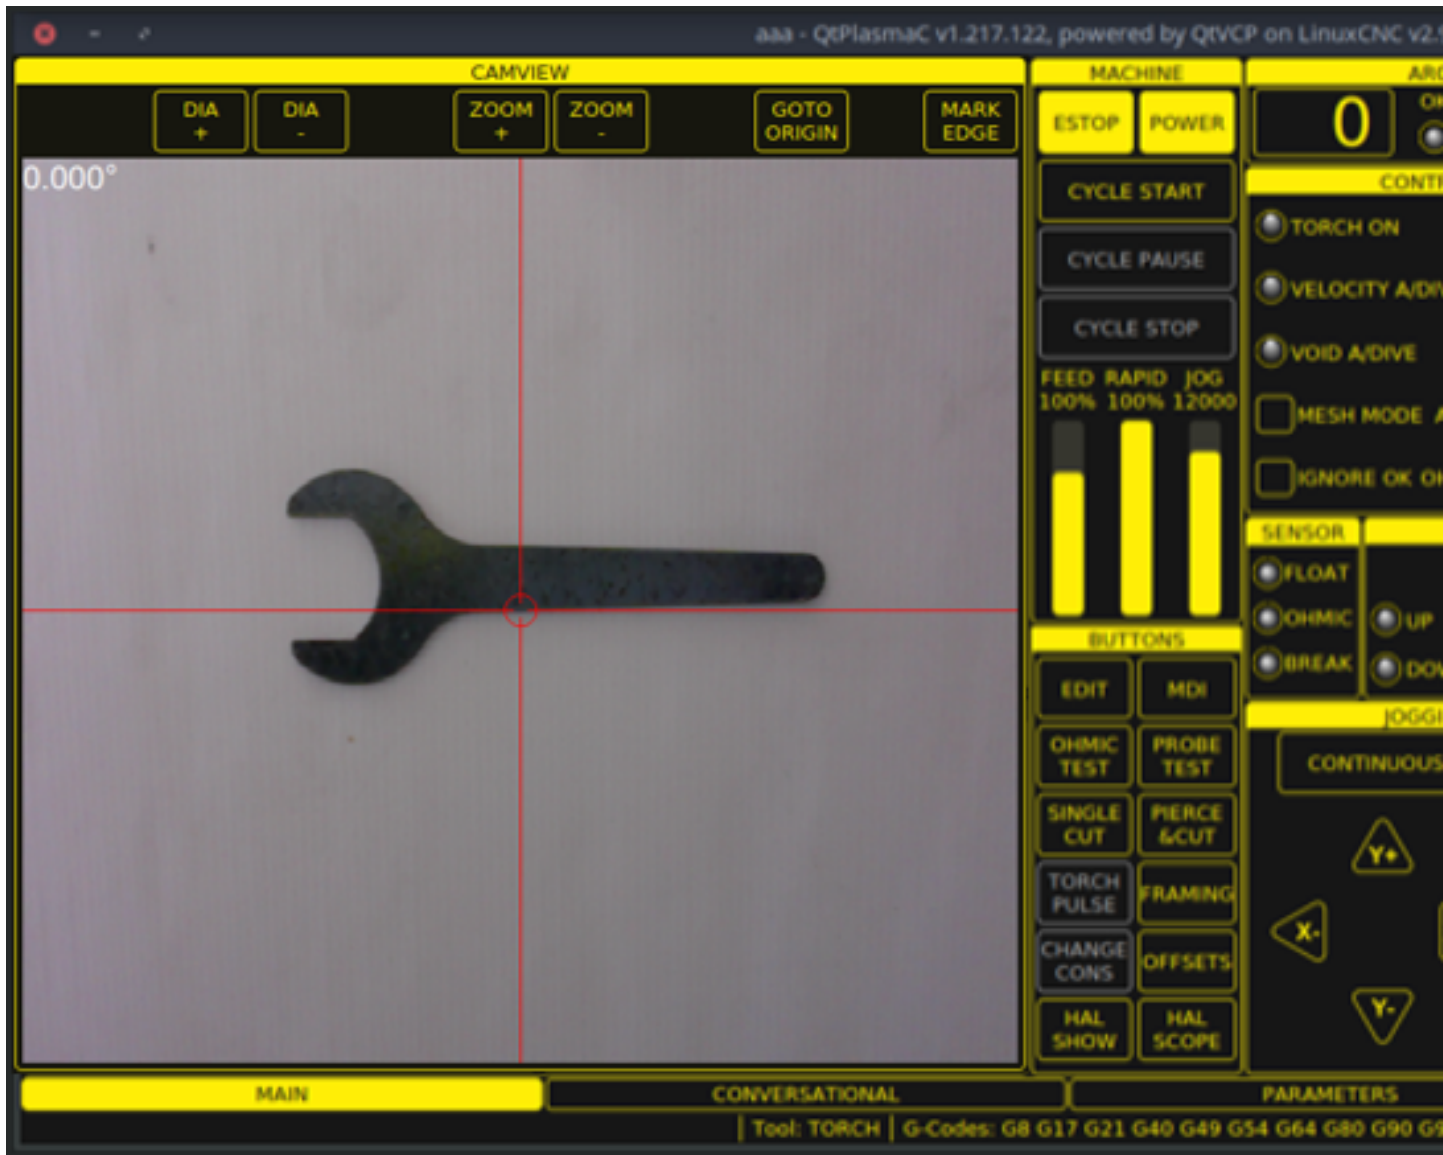 aaa - QtPlasmaC v1.217.122, powered by QtVCP on LinuxCNC
CAMVIEW
DIA +
DIA -
ZOOM +
ZOOM -
GOTO ORIGIN
MARK EDGE
0.000°
MACHINE
ESTOP POWER
CYCLE START
CYCLE PAUSE
CYCLE STOP
FEED RAPID JOG
100% 100% 12000
BUTTONS
EDIT
MDI
OHMIC TEST
PROBE TEST
SINGLE CUT
PIERCE &CUT
TORCH PULSE
FRAMING
CHANGE CONS
OFFSETS
HAL SHOW
HAL SCOPE
0
TORCH ON
VELOCITY
VOID A/DIVE
MESH MODE
IGNORE OK
SENSOR
FLOAT
OHMIC
BREAK
UP
CONTINUOUS
Y+
X-
Y-
MAIN
CONVERSATIONAL
PARAMETERS
Tool: TORCH | G-Codes: G8 G17 G21 G40 G49 G54 G64 G80 G90